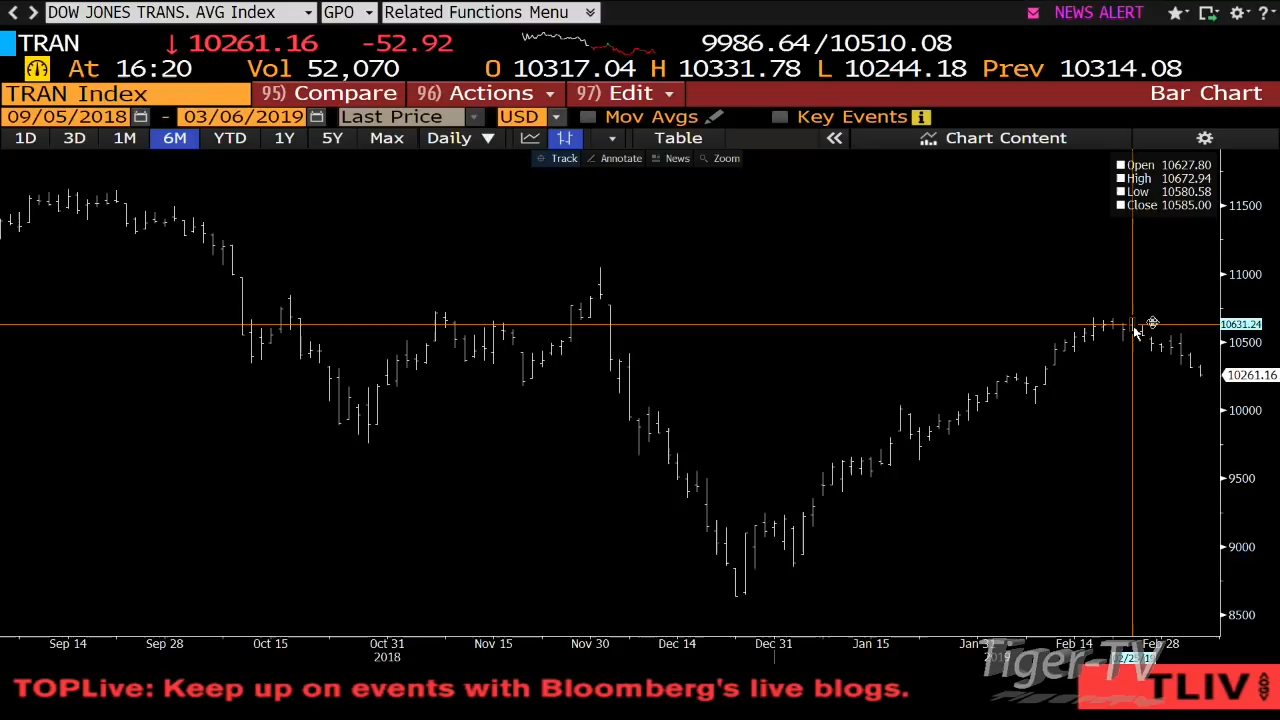 DOW JONES TRANS. AVG Index GPO Related Functions Menu NEWS ALERT ?
TRAN ↓ 10261.16 -52.92 9986.64/10510.08
At 16:20 Vol 52,070 O 10317.04 H 10331.78 L 10244.18 Prev 10314.08
TRAN Index 95) Compare 96) Actions 97) Edit Bar Chart
09/05/2018 - 03/06/2019 Last Price USD Mov Avgs Key Events i
1D 3D 1M 6M YTD 1Y 5Y Max Daily ▼ Table « Chart Content
Track Annotate News Zoom
Open 10627.80
High 10672.94
Low 10580.58
Close 10585.00
11500
11000
10631.24
10500
10261.16
10000
9500
9000
8500
Sep 14 Sep 28 Oct 15 Oct 31 Nov 15 Nov 30 Dec 14 Dec 31 Jan 15 Feb 14 Feb 28
2018 2019
Tiger-TV
TOPLive: Keep up on events with Bloomberg's live blogs. TLIV